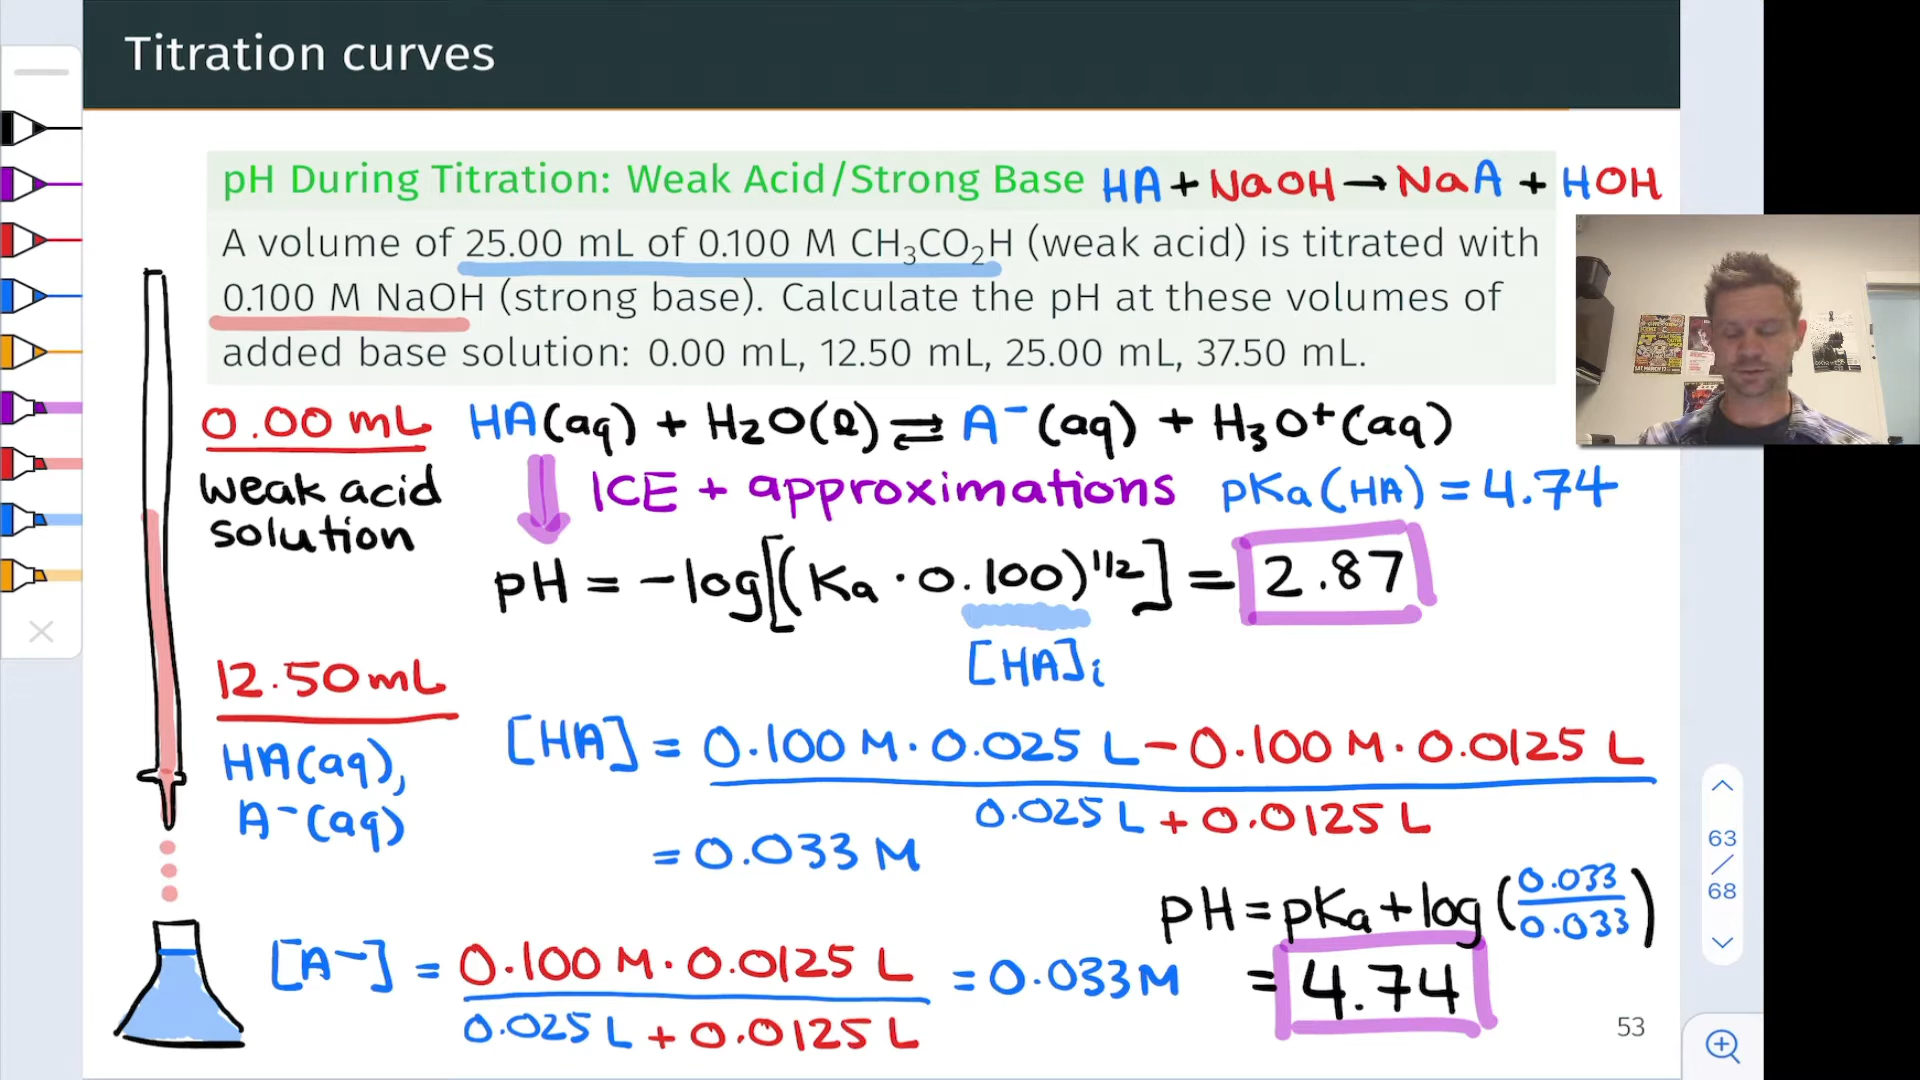 Titration curves
pH During Titration: Weak Acid/Strong Base HA + NaOH → NaA + HOH
A volume of 25.00 mL of 0.100 M CH₃CO₂H (weak acid) is titrated with
0.100 M NaOH (strong base). Calculate the pH at these volumes of
added base solution: 0.00 mL, 12.50 mL, 25.00 mL, 37.50 mL.
0.00 mL HA(aq) + H₂O(l) ⇌ A⁻(aq) + H₃O⁺(aq)
weak acid
solution
ICE + approximations pKa(HA) = 4.74
pH = -log[(Ka · 0.100)^1/2] = 2.87
[HA]i
12.50 mL
HA(aq),
A⁻(aq)
[HA] = 0.100 M · 0.025 L - 0.100 M · 0.0125 L
0.025 L + 0.0125 L
= 0.033 M
[A⁻] = 0.100 M · 0.0125 L = 0.033 M
0.025 L + 0.0125 L
pH = pKa + log(0.033/0.033)
= 4.74
53
63
/
68